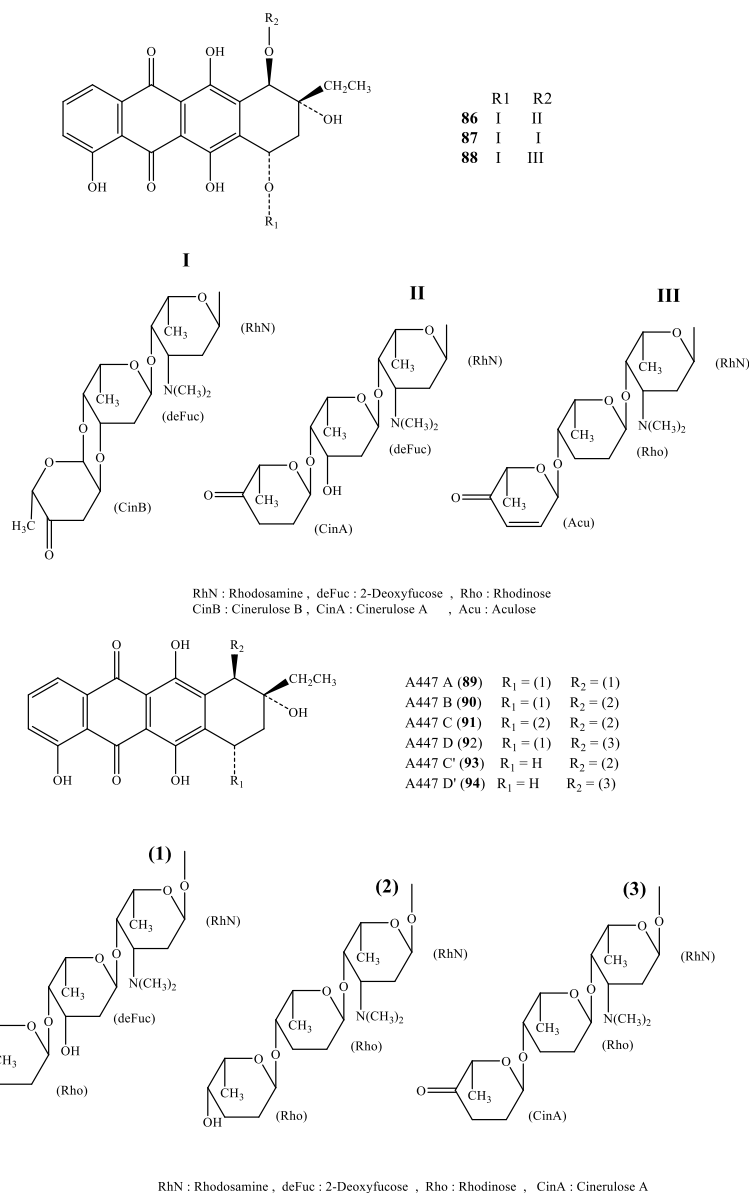 R2
O
O
OH
CH2CH3
OH
R1 R2
86 I II
87 I I
88 I III
OH
O
OH
O
R1
I
II
III
O
CH3
(RhN)
O
N(CH3)2
O
CH3
(deFuc)
O
O
O
(CinB)
H3C
O
O
CH3
(RhN)
O
N(CH3)2
O
CH3
(deFuc)
O
OH
O
O
CH3
(CinA)
O
CH3
(RhN)
O
N(CH3)2
O
CH3
(Rho)
O
O
O
CH3
(Acu)
RhN : Rhodosamine , deFuc : 2-Deoxyfucose , Rho : Rhodinose
CinB : Cinerulose B , CinA : Cinerulose A , Acu : Aculose
O
OH
R2
CH2CH3
OH
OH
O
OH
R1
A447 A (89) R1 = (1) R2 = (1)
A447 B (90) R1 = (1) R2 = (2)
A447 C (91) R1 = (2) R2 = (2)
A447 D (92) R1 = (1) R2 = (3)
A447 C' (93) R1 = H R2 = (2)
A447 D' (94) R1 = H R2 = (3)
(1)
(2)
(3)
O
O
CH3
(RhN)
O
N(CH3)2
O
CH3
(deFuc)
O
OH
O
CH3
(Rho)
O
O
CH3
(RhN)
O
N(CH3)2
O
CH3
(Rho)
O
O
CH3
OH
(Rho)
O
O
CH3
(RhN)
O
N(CH3)2
O
CH3
(Rho)
O
O
O
CH3
(CinA)
RhN : Rhodosamine , deFuc : 2-Deoxyfucose , Rho : Rhodinose , CinA : Cinerulose A